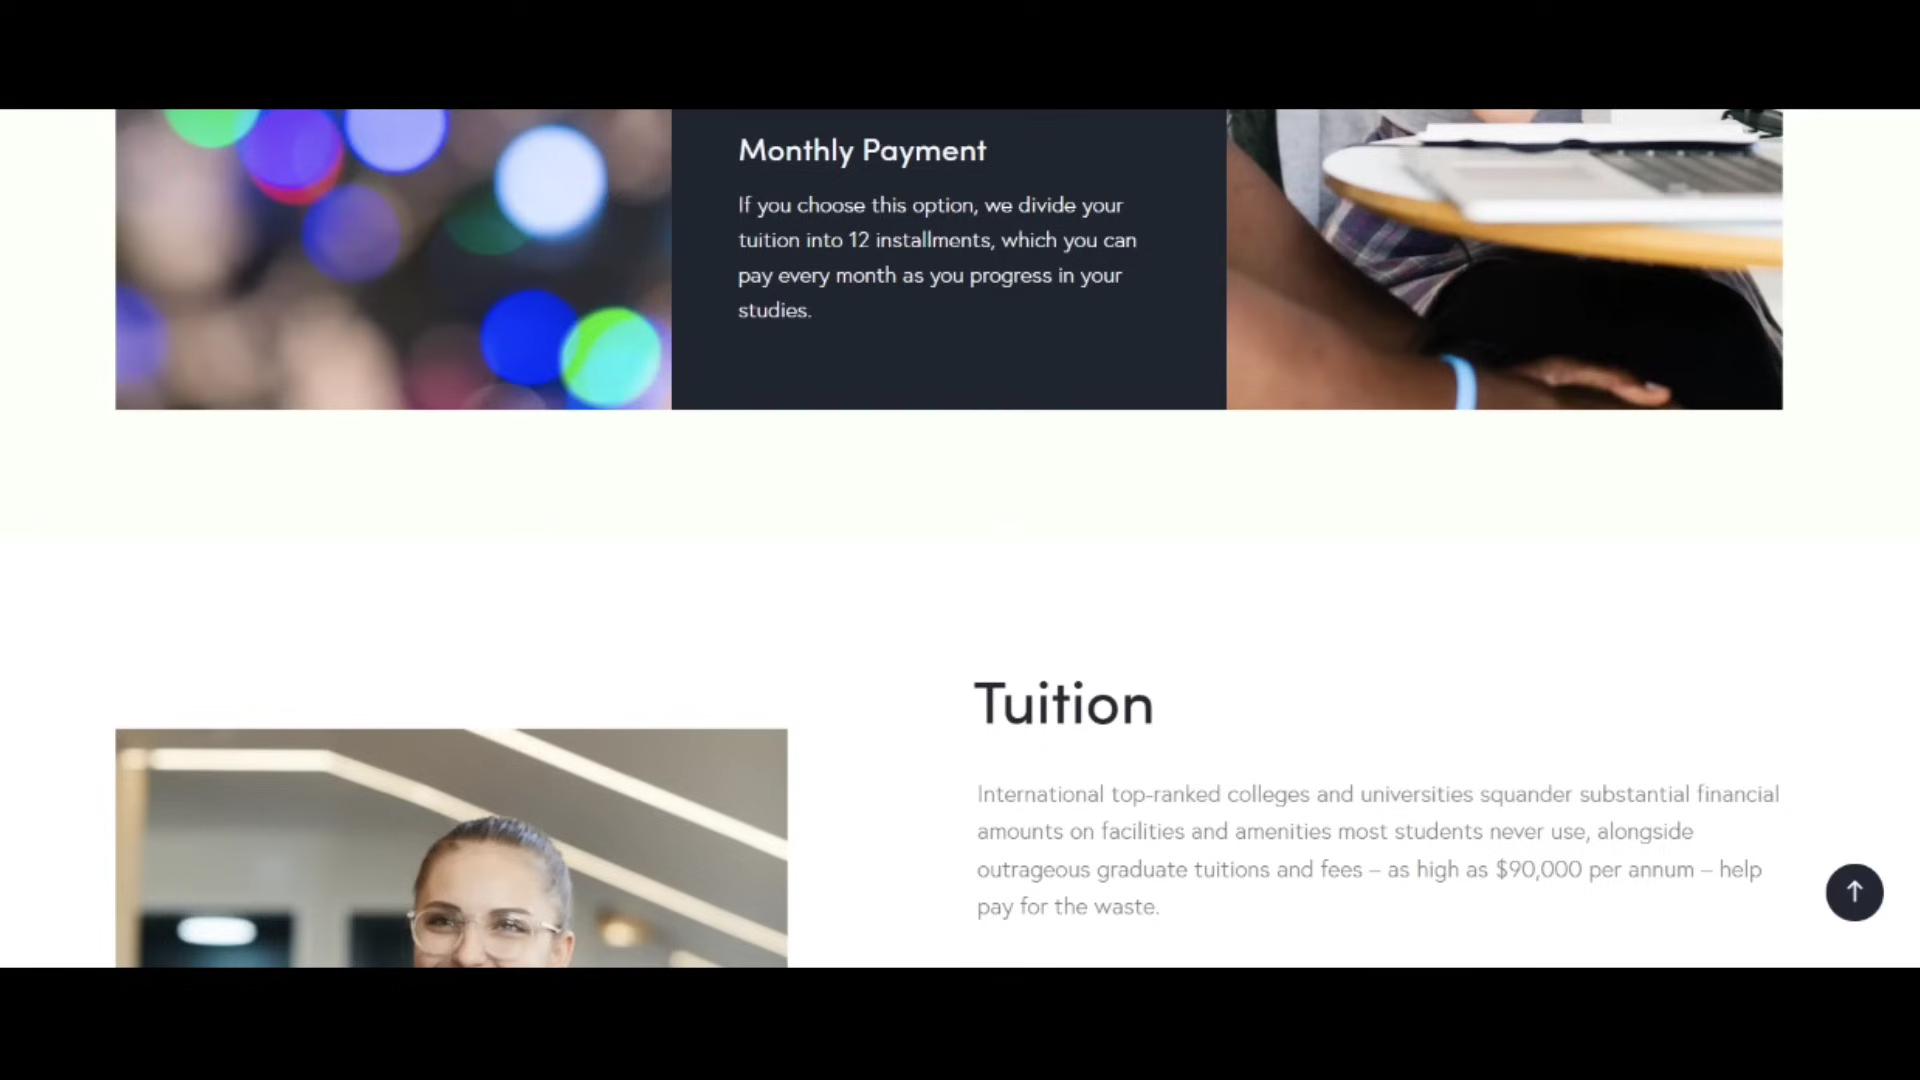 Monthly Payment
If you choose this option, we divide your
tuition into 12 installments, which you can
pay every month as you progress in your
studies.
Tuition
International top-ranked colleges and universities squander substantial financial
amounts on facilities and amenities most students never use, alongside
outrageous graduate tuitions and fees – as high as $90,000 per annum – help
pay for the waste.